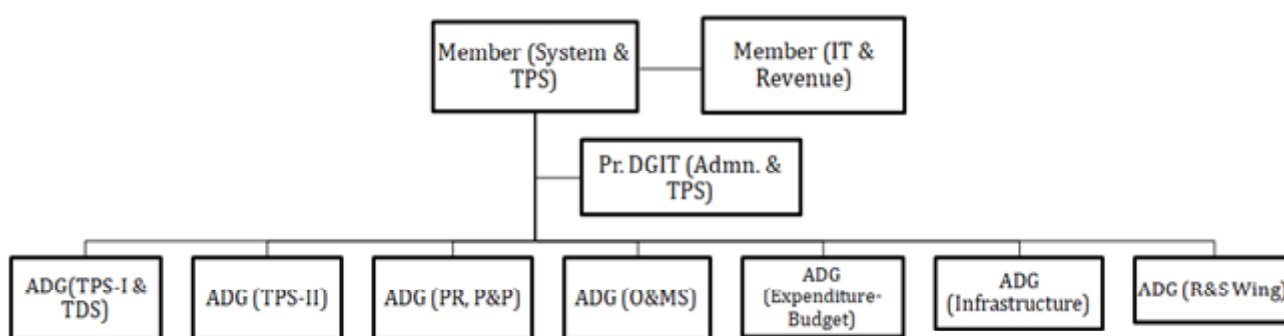 Member (System &
TPS)
Member (IT &
Revenue)
Pr. DGIT (Admn. &
TPS)
ADG(TPS-I &
TDS)
ADG (TPS-II)
ADG (PR, P&P)
ADG (O&MS)
ADG
(Expenditure-
Budget)
ADG
(Infrastructure)
ADG (R&S Wing)